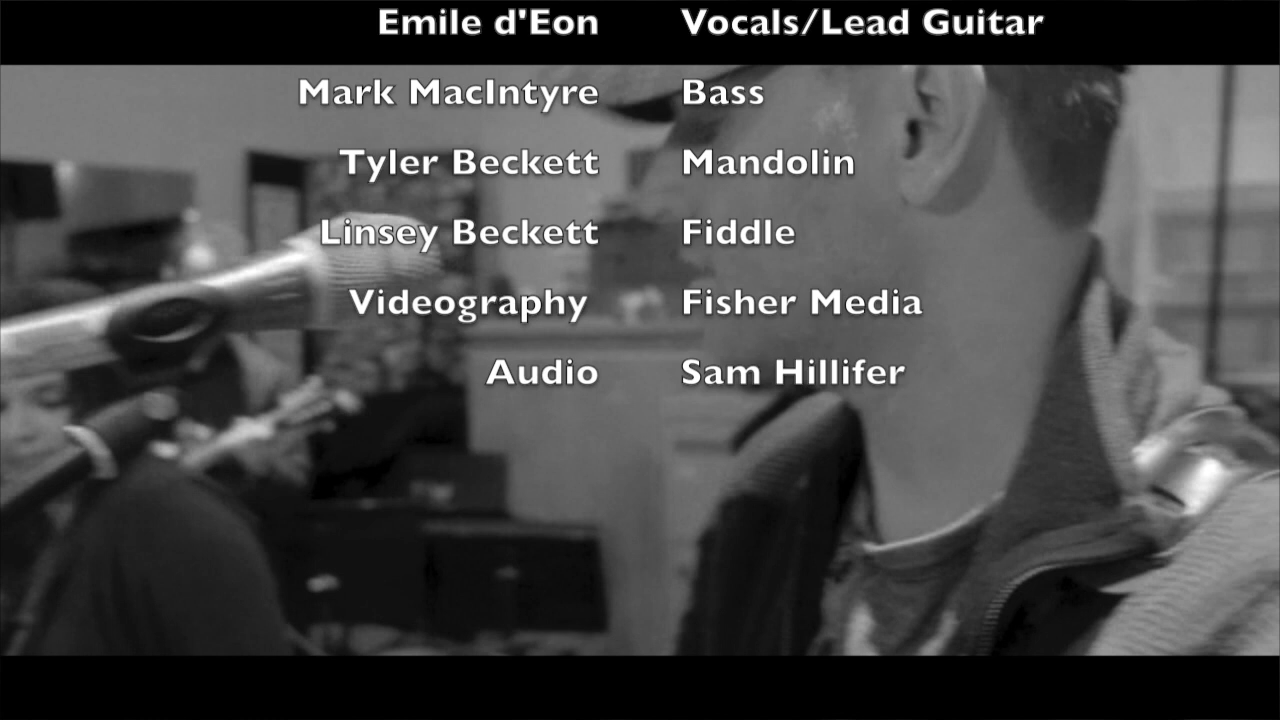 Emile d'Eon Vocals/Lead Guitar
Mark MacIntyre Bass
Tyler Beckett Mandolin
Linsey Beckett Fiddle
Videography Fisher Media
Audio Sam Hillifer